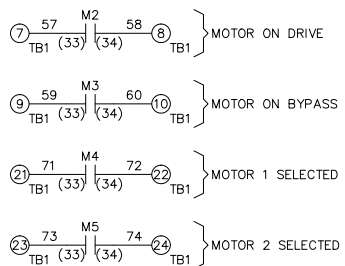 M2
57 58
7 8 MOTOR ON DRIVE
TB1 (33) (34) TB1
M3
59 60
9 10 MOTOR ON BYPASS
TB1 (33) (34) TB1
M4
71 72
21 22 MOTOR 1 SELECTED
TB1 (33) (34) TB1
M5
73 74
23 24 MOTOR 2 SELECTED
TB1 (33) (34) TB1